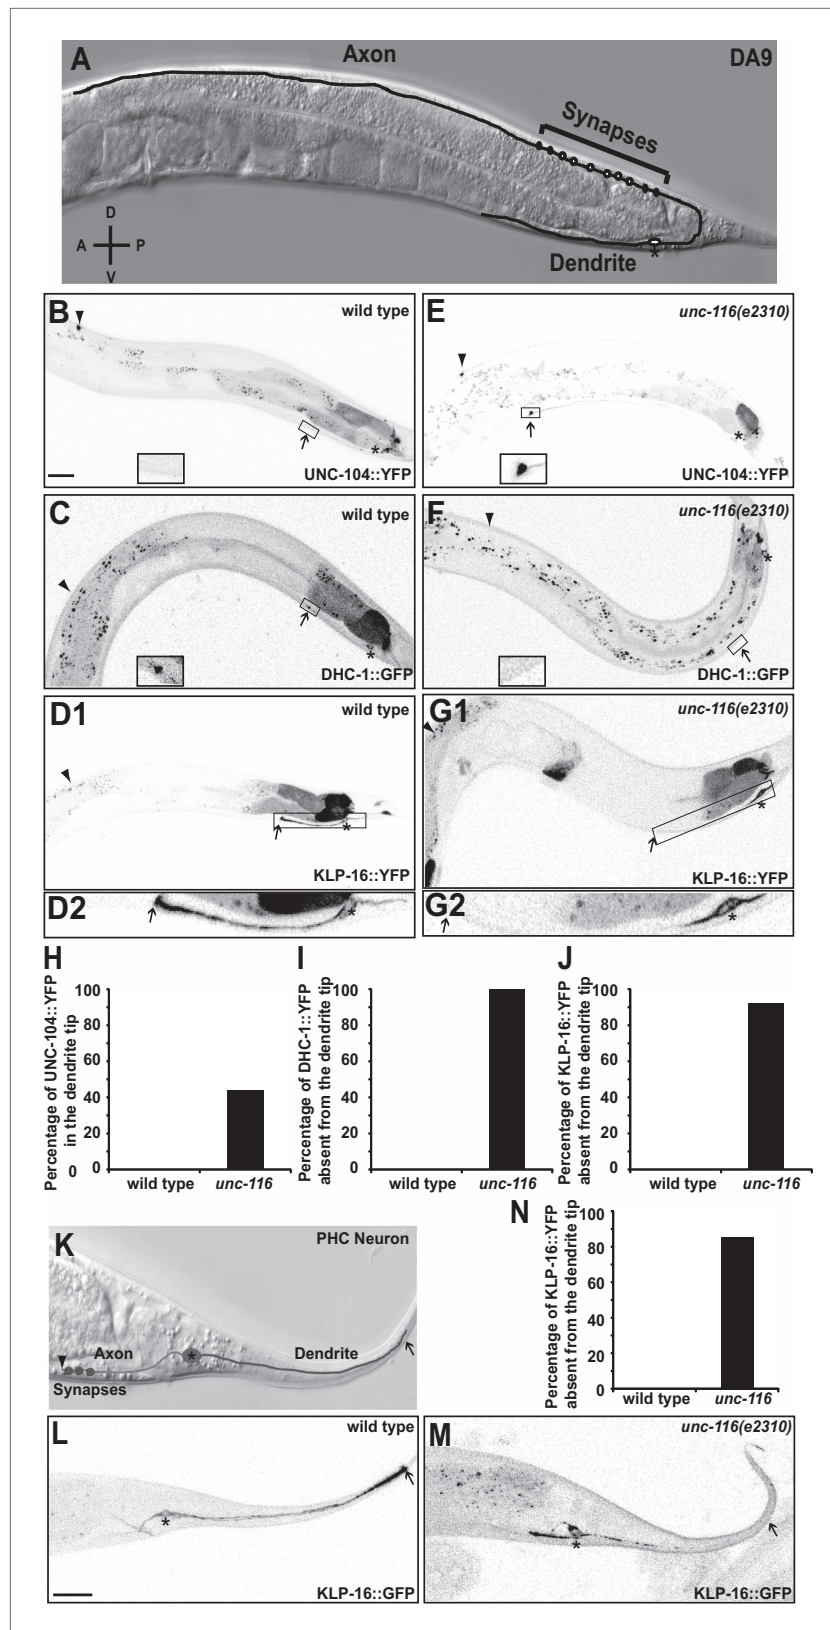 A
Axon
DA9
Synapses
D
A
P
V
Dendrite
*
B
wild type
*
UNC-104::YFP
E
unc-116(e2310)
*
UNC-104::YFP
C
wild type
*
DHC-1::GFP
F
unc-116(e2310)
*
DHC-1::GFP
D1
wild type
*
KLP-16::YFP
G1
unc-116(e2310)
*
KLP-16::YFP
D2
*
G2
*
H
Percentage of UNC-104::YFP
in the dendrite tip
100
80
60
40
20
0
0
wild type
unc-116
I
Percentage of DHC-1::YFP
absent from the dendrite tip
100
80
60
40
20
0
wild type
unc-116
J
Percentage of KLP-16::YFP
absent from the dendrite tip
100
80
60
40
20
0
wild type
unc-116
K
PHC Neuron
Axon
*
Dendrite
Synapses
N
Percentage of KLP-16::YFP
absent from the dendrite tip
100
80
60
40
20
0
wild type
unc-116
L
wild type
*
KLP-16::GFP
M
unc-116(e2310)
*
KLP-16::GFP